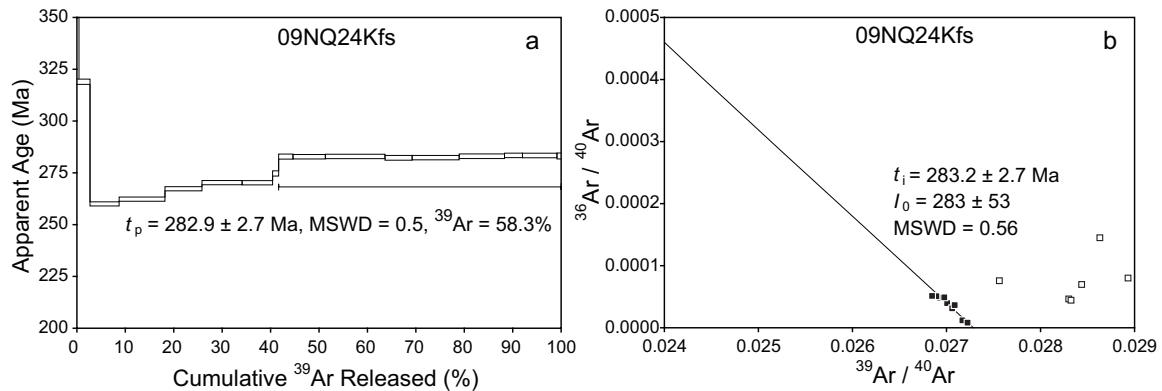 09NQ24Kfs
a
Apparent Age (Ma)
350
325
300
275
250
225
200
t p = 282.9 ± 2.7 Ma, MSWD = 0.5, 39Ar = 58.3%
0 10 20 30 40 50 60 70 80 90 100
Cumulative 39Ar Released (%)
09NQ24Kfs
b
36Ar / 40Ar
0.0005
0.0004
0.0003
0.0002
0.0001
0.0000
t i = 283.2 ± 2.7 Ma
I 0 = 283 ± 53
MSWD = 0.56
0.024 0.025 0.026 0.027 0.028 0.029
39Ar / 40Ar